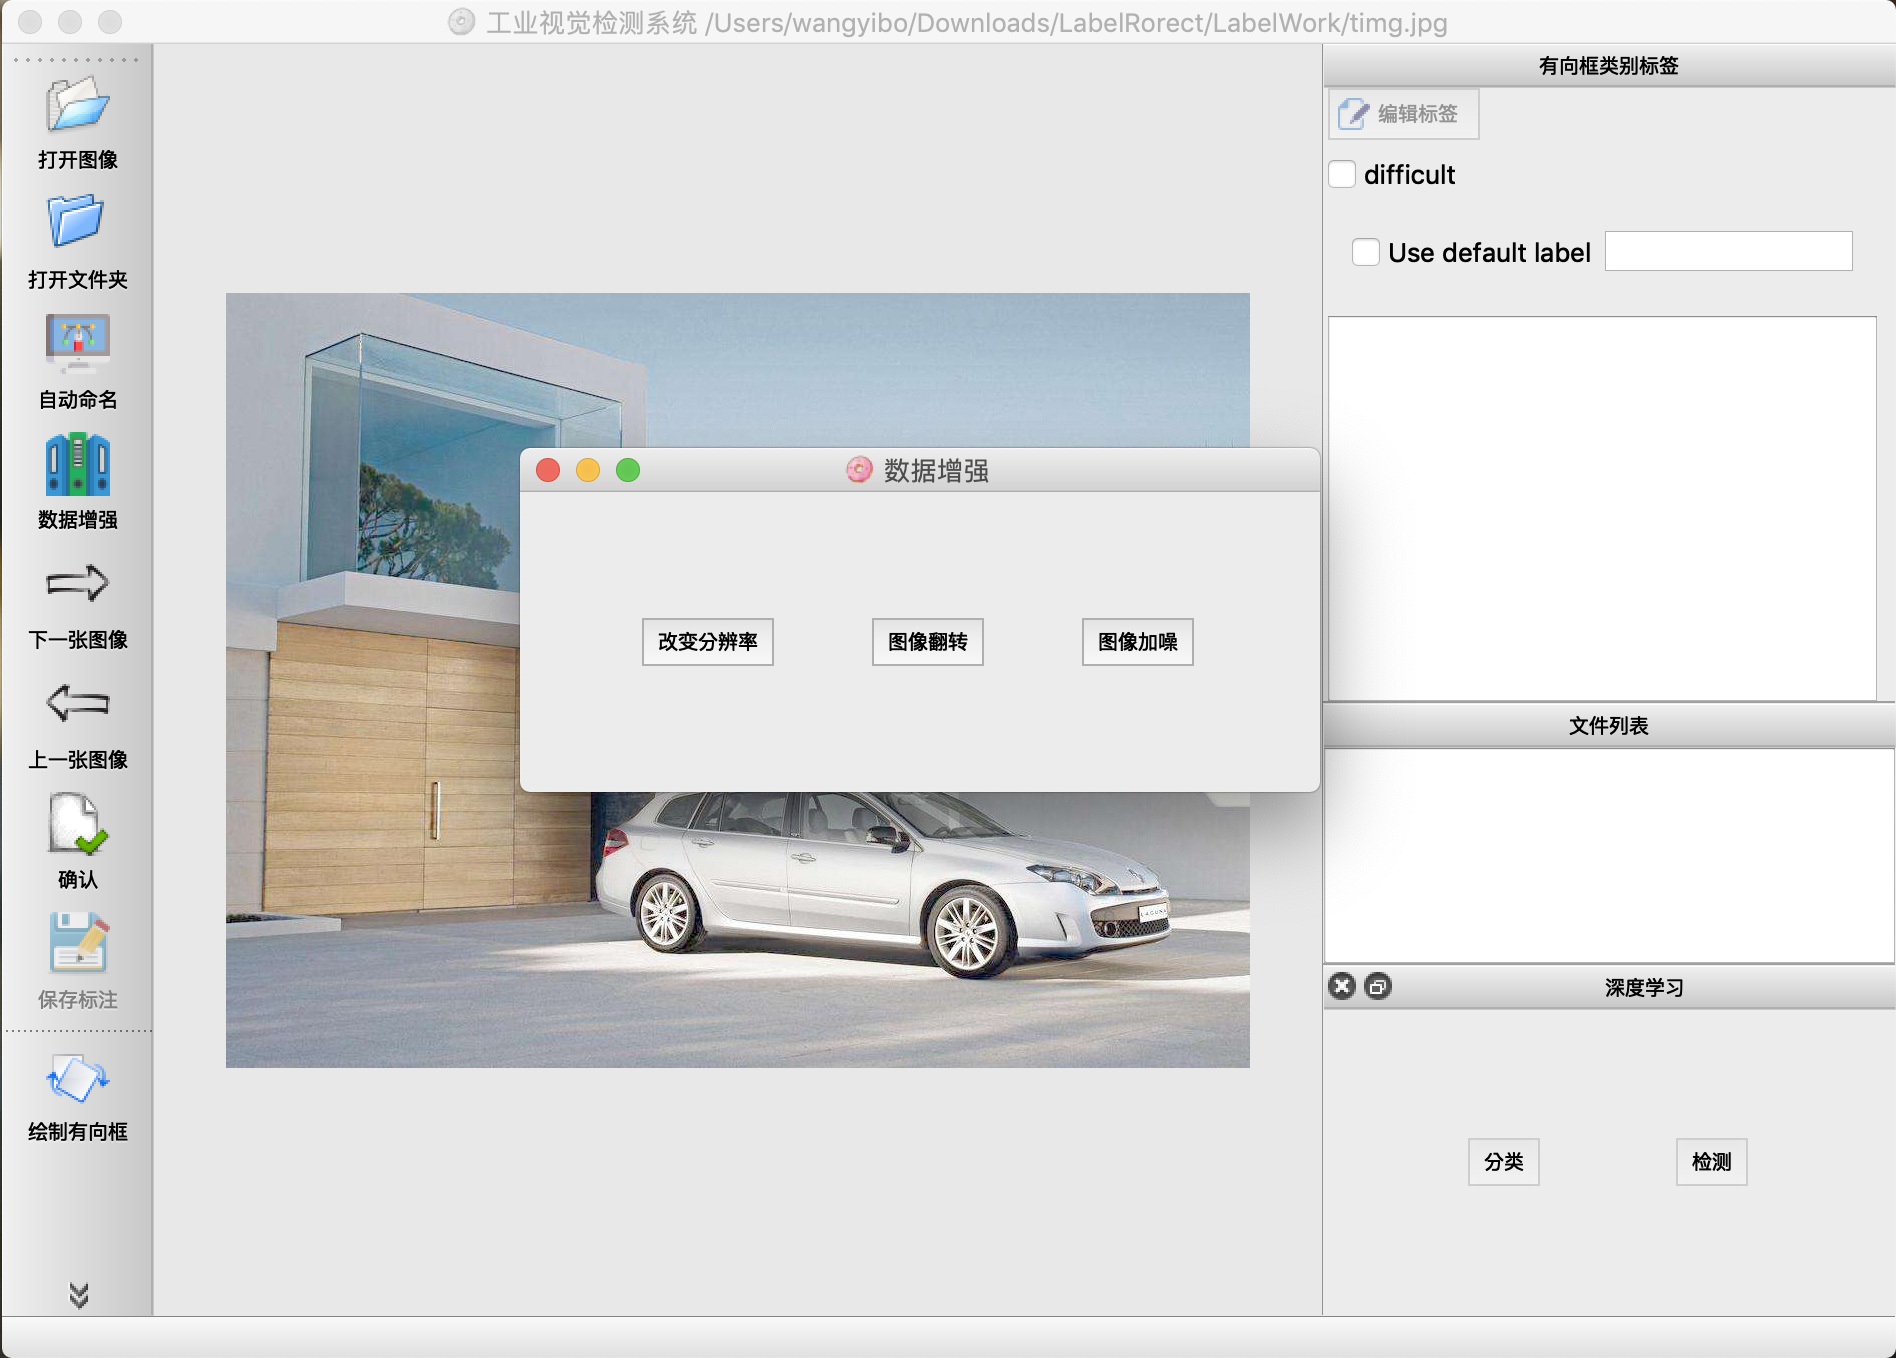 工业视觉检测系统 /Users/wangyibo/Downloads/LabelRorect/LabelWork/timg.jpg
打开图像
打开文件夹
自动命名
数据增强
下一张图像
上一张图像
确认
保存标注
绘制有向框
数据增强
改变分辨率
图像翻转
图像加噪
LAGUNA
有向框类别标签
编辑标签
difficult
Use default label
文件列表
深度学习
分类
检测